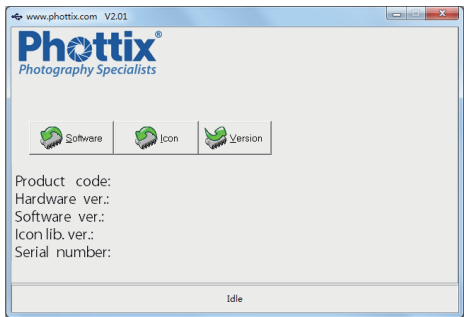 www.phottix.com V2.01
Phottix®
Photography Specialists
Software Icon Version
Product code:
Hardware ver.:
Software ver.:
Icon lib. ver.:
Serial number:
Idle